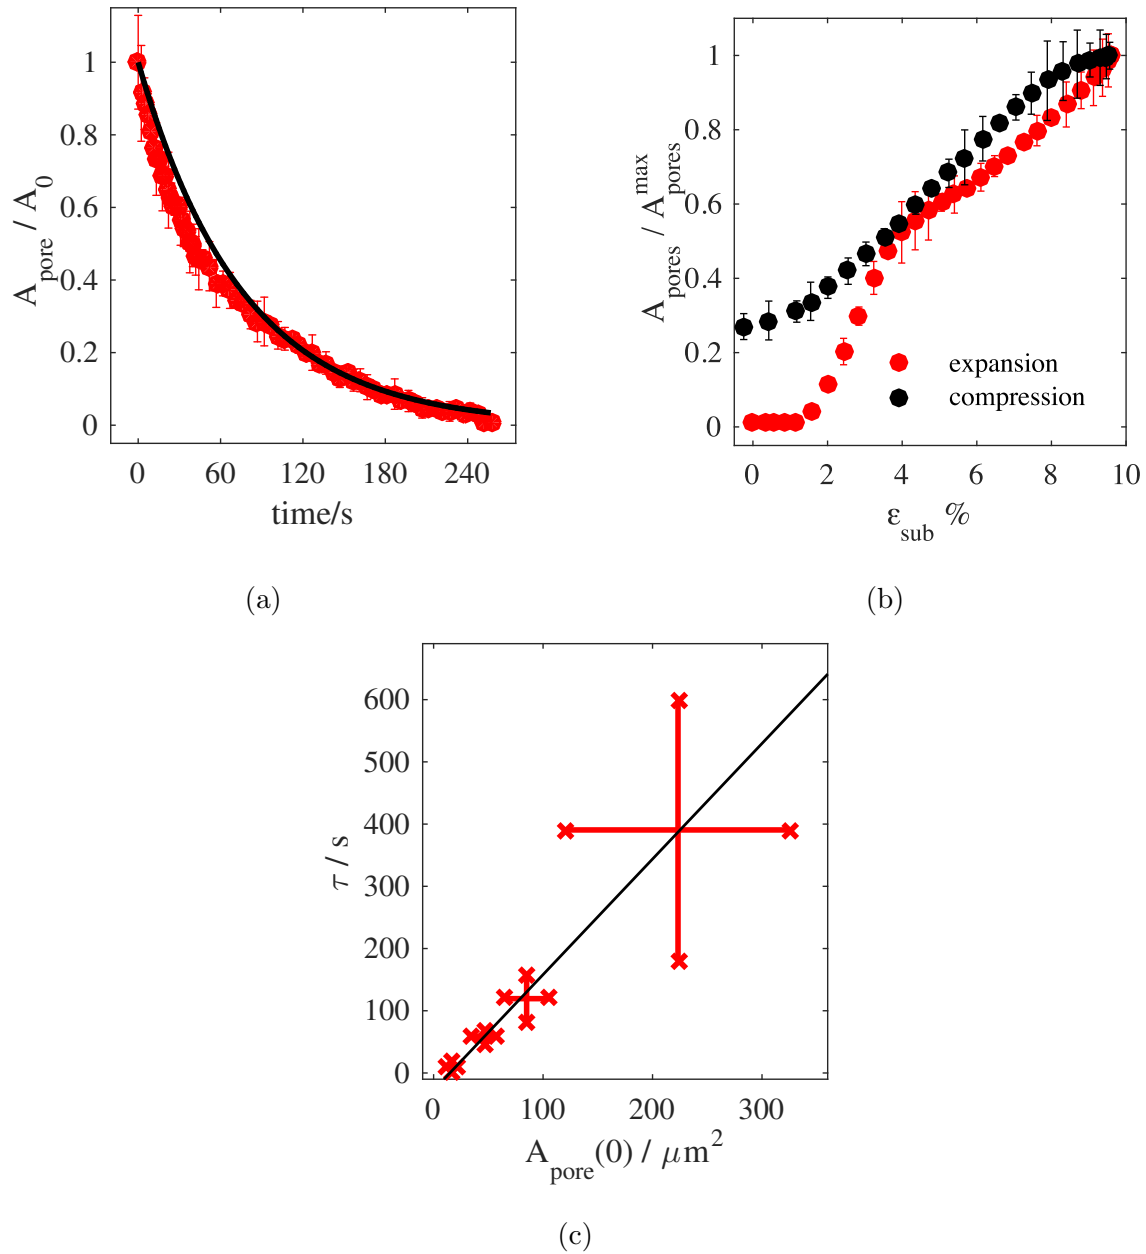 A_pore / A_0
1
0.8
0.6
0.4
0.2
0
0 60 120 180 240
time/s
(a)
A_pores / A_pores^max
1
0.8
0.6
0.4
0.2
0
expansion
compression
0 2 4 6 8 10
ε_sub %
(b)
τ / s
600
500
400
300
200
100
0
0 100 200 300
A_pore(0) / μm²
(c)